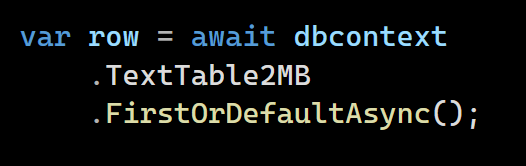 var row = await dbcontext
.TextTable2MB
.FirstOrDefaultAsync();